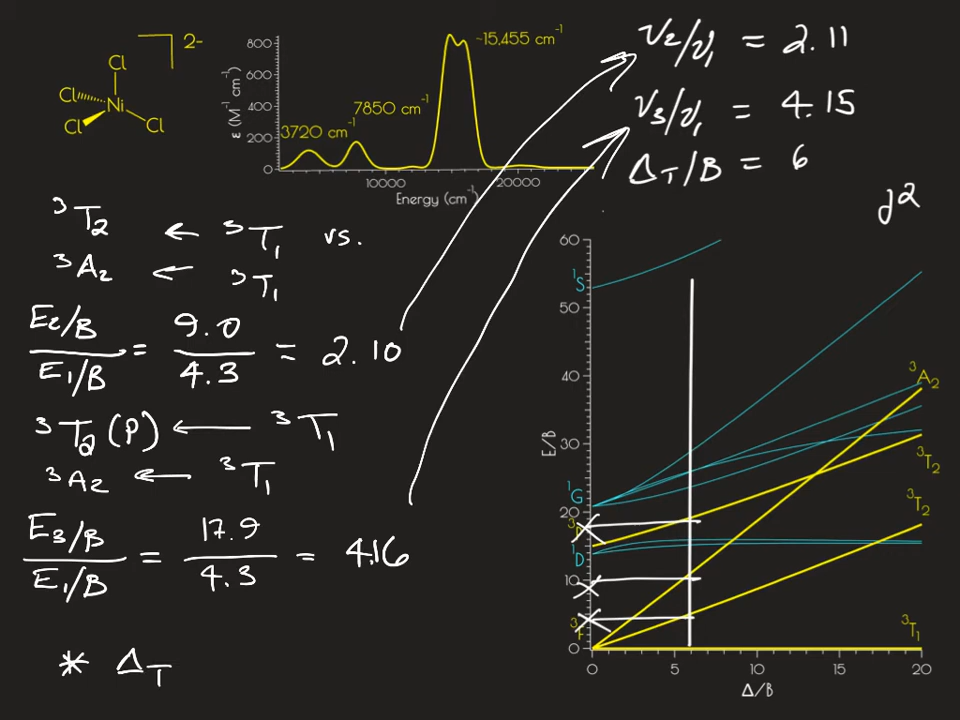 2-
Cl
Cl
Ni
Cl
Cl
ε (M⁻¹ cm⁻¹)
800
600
400
200
0
3720 cm⁻¹
7850 cm⁻¹
~15,455 cm⁻¹
10000
20000
Energy (cm⁻¹)
ν₂/ν₁ = 2.11
ν₃/ν₁ = 4.15
Δ_T/B = 6
d²
³T₂ ← ³T₁ vs.
³A₂ ← ³T₁
E₂/B / E₁/B = 9.0 / 4.3 = 2.10
³T₂(P) ← ³T₁
³A₂ ← ³T₁
E₃/B / E₁/B = 17.9 / 4.3 = 4.16
* Δ_T
E/B
60
50
40
30
20
10
0
¹S
¹G
³P
¹D
³F
³A₂
³T₂
³T₂
³T₁
0
5
10
15
20
Δ/B